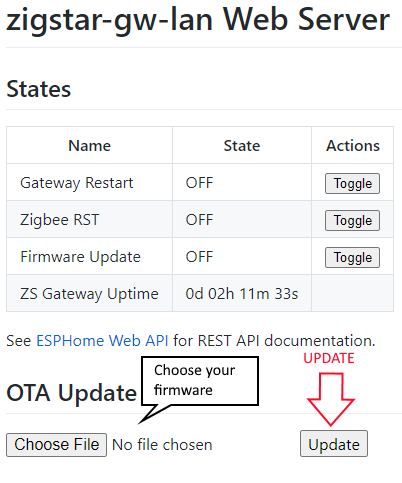 zigstar-gw-lan Web Server
States
Name State Actions
Gateway Restart OFF Toggle
Zigbee RST OFF Toggle
Firmware Update OFF Toggle
ZS Gateway Uptime 0d 02h 11m 33s
See ESPHome Web API for REST API documentation.
Choose your
firmware
UPDATE
OTA Update
Choose File No file chosen Update